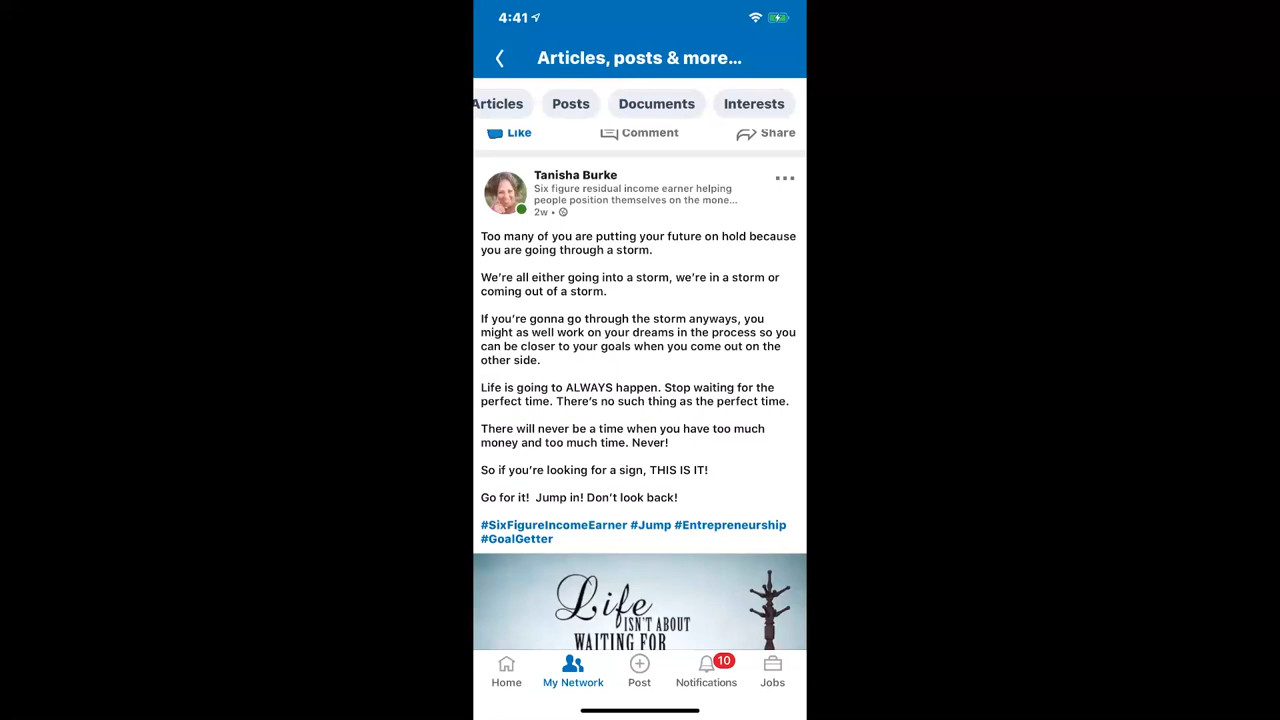 4:41
Articles, posts & more...
Articles Posts Documents Interests
Like Comment Share
Tanisha Burke
Six figure residual income earner helping
people position themselves on the mone...
2w •
Too many of you are putting your future on hold because
you are going through a storm.
We're all either going into a storm, we're in a storm or
coming out of a storm.
If you're gonna go through the storm anyways, you
might as well work on your dreams in the process so you
can be closer to your goals when you come out on the
other side.
Life is going to ALWAYS happen. Stop waiting for the
perfect time. There's no such thing as the perfect time.
There will never be a time when you have too much
money and too much time. Never!
So if you're looking for a sign, THIS IS IT!
Go for it!  Jump in! Don't look back!
#SixFigureIncomeEarner #Jump #Entrepreneurship
#GoalGetter
Life
ISN'T ABOUT
WAITING FOR
10
Home My Network Post Notifications Jobs